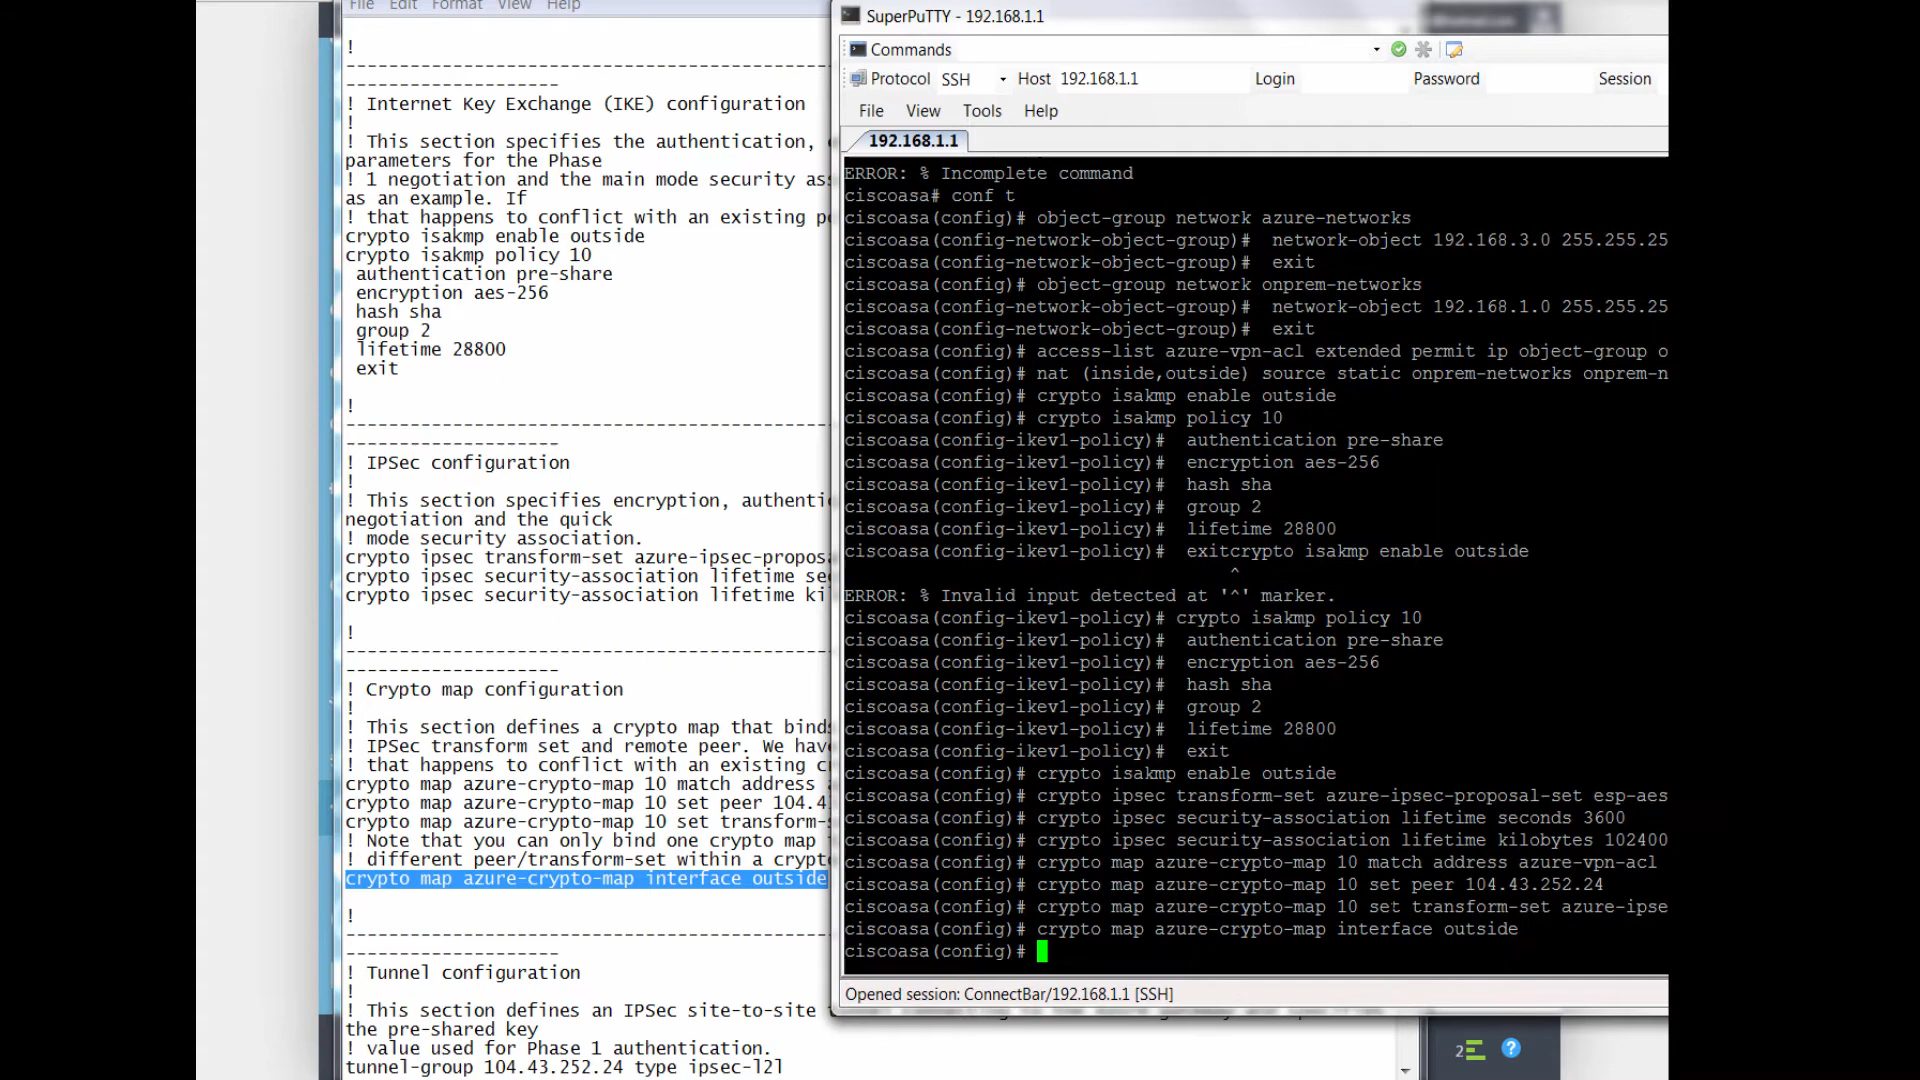 File Edit Format View Help
!
----------------------------------------------
--------------------
! Internet Key Exchange (IKE) configuration
!
! This section specifies the authentication,
parameters for the Phase
! 1 negotiation and the main mode security as
as an example. If
! that happens to conflict with an existing po
crypto isakmp enable outside
crypto isakmp policy 10
authentication pre-share
encryption aes-256
hash sha
group 2
lifetime 28800
exit
!
----------------------------------------------
--------------------
! IPSec configuration
!
! This section specifies encryption, authenti
negotiation and the quick
! mode security association.
crypto ipsec transform-set azure-ipsec-propos
crypto ipsec security-association lifetime se
crypto ipsec security-association lifetime ki
!
----------------------------------------------
--------------------
! Crypto map configuration
!
! This section defines a crypto map that binds
! IPSec transform set and remote peer. We have
! that happens to conflict with an existing c
crypto map azure-crypto-map 10 match address
crypto map azure-crypto-map 10 set peer 104.4
crypto map azure-crypto-map 10 set transform-s
! Note that you can only bind one crypto map
! different peer/transform-set within a crypt
crypto map azure-crypto-map interface outside
!
----------------------------------------------
--------------------
! Tunnel configuration
!
! This section defines an IPSec site-to-site
the pre-shared key
! value used for Phase 1 authentication.
tunnel-group 104.43.252.24 type ipsec-l2l
SuperPuTTY - 192.168.1.1
Commands
Protocol SSH Host 192.168.1.1 Login Password Session
File View Tools Help
192.168.1.1
ERROR: % Incomplete command
ciscoasa# conf t
ciscoasa(config)# object-group network azure-networks
ciscoasa(config-network-object-group)# network-object 192.168.3.0 255.255.25
ciscoasa(config-network-object-group)# exit
ciscoasa(config)# object-group network onprem-networks
ciscoasa(config-network-object-group)# network-object 192.168.1.0 255.255.25
ciscoasa(config-network-object-group)# exit
ciscoasa(config)# access-list azure-vpn-acl extended permit ip object-group o
ciscoasa(config)# nat (inside,outside) source static onprem-networks onprem-n
ciscoasa(config)# crypto isakmp enable outside
ciscoasa(config)# crypto isakmp policy 10
ciscoasa(config-ikev1-policy)# authentication pre-share
ciscoasa(config-ikev1-policy)# encryption aes-256
ciscoasa(config-ikev1-policy)# hash sha
ciscoasa(config-ikev1-policy)# group 2
ciscoasa(config-ikev1-policy)# lifetime 28800
ciscoasa(config-ikev1-policy)# exitcrypto isakmp enable outside
^
ERROR: % Invalid input detected at '^' marker.
ciscoasa(config-ikev1-policy)# crypto isakmp policy 10
ciscoasa(config-ikev1-policy)# authentication pre-share
ciscoasa(config-ikev1-policy)# encryption aes-256
ciscoasa(config-ikev1-policy)# hash sha
ciscoasa(config-ikev1-policy)# group 2
ciscoasa(config-ikev1-policy)# lifetime 28800
ciscoasa(config-ikev1-policy)# exit
ciscoasa(config)# crypto isakmp enable outside
ciscoasa(config)# crypto ipsec transform-set azure-ipsec-proposal-set esp-aes
ciscoasa(config)# crypto ipsec security-association lifetime seconds 3600
ciscoasa(config)# crypto ipsec security-association lifetime kilobytes 102400
ciscoasa(config)# crypto map azure-crypto-map 10 match address azure-vpn-acl
ciscoasa(config)# crypto map azure-crypto-map 10 set peer 104.43.252.24
ciscoasa(config)# crypto map azure-crypto-map 10 set transform-set azure-ipse
ciscoasa(config)# crypto map azure-crypto-map interface outside
ciscoasa(config)#
Opened session: ConnectBar/192.168.1.1 [SSH]
2